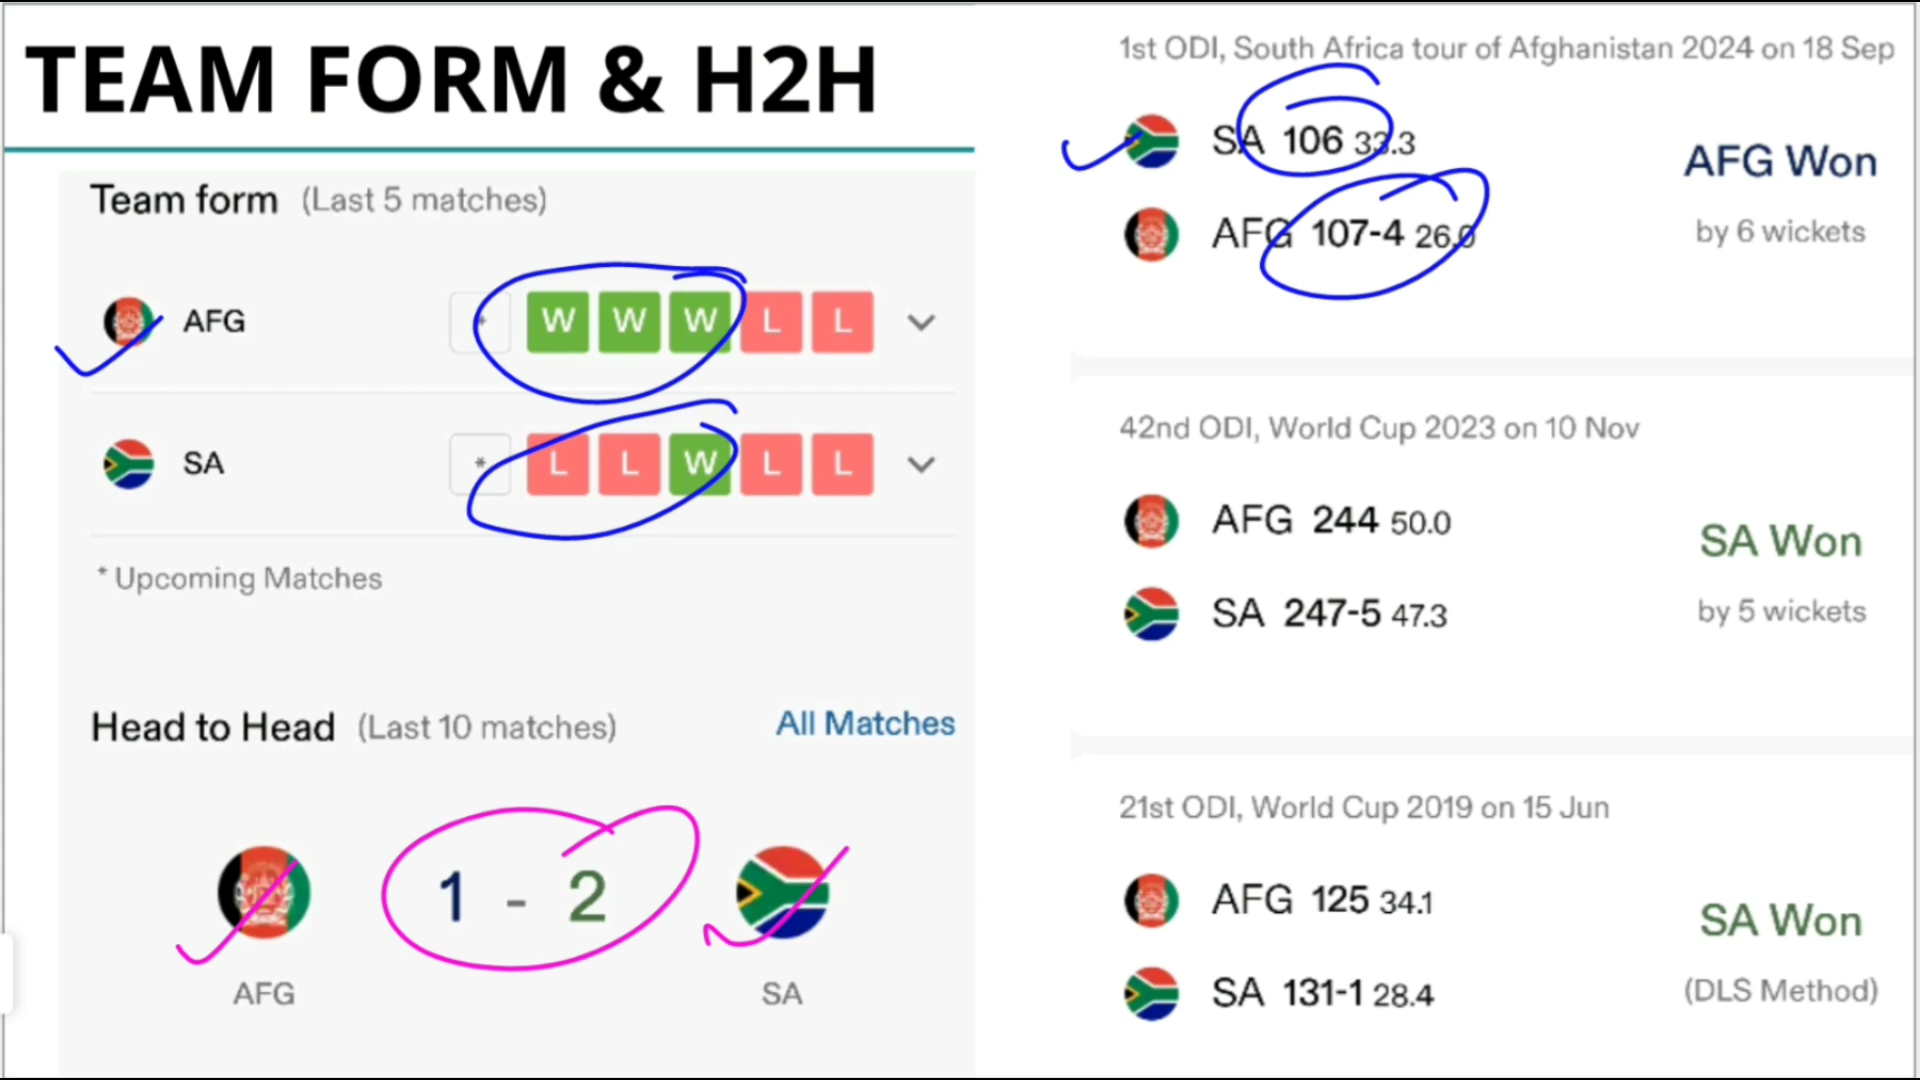 TEAM FORM & H2H
Team form (Last 5 matches)
AFG * W W W L L
SA * L L W L L
* Upcoming Matches
Head to Head (Last 10 matches) All Matches
1 - 2
AFG SA
1st ODI, South Africa tour of Afghanistan 2024 on 18 Sep
SA 106 33.3
AFG Won
AFG 107-4 26.0
by 6 wickets
42nd ODI, World Cup 2023 on 10 Nov
AFG 244 50.0
SA Won
SA 247-5 47.3
by 5 wickets
21st ODI, World Cup 2019 on 15 Jun
AFG 125 34.1
SA Won
SA 131-1 28.4
(DLS Method)